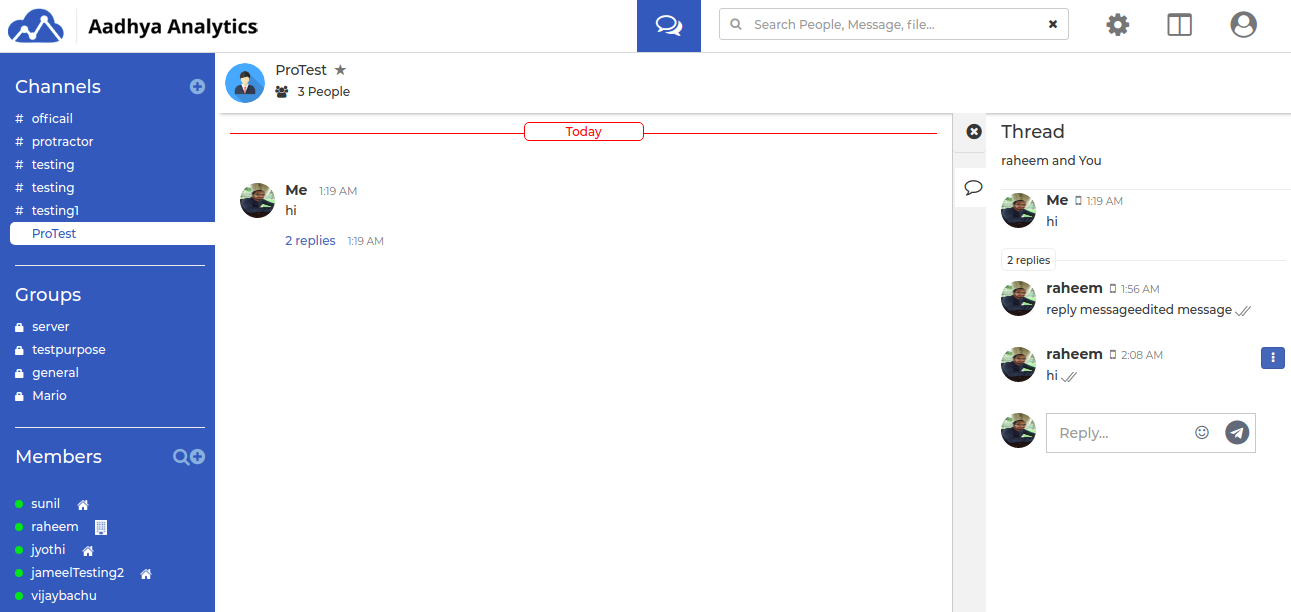 Aadhya Analytics
Search People, Message, file...
Channels
# officail
# protractor
# testing
# testing
# testing1
ProTest
Groups
server
testpurpose
general
Mario
Members
sunil
raheem
jyothi
jameelTesting2
vijaybachu
ProTest
3 People
Today
Me 1:19 AM
hi
2 replies 1:19 AM
Thread
raheem and You
Me 1:19 AM
hi
2 replies
raheem 1:56 AM
reply messageedited message
raheem 2:08 AM
hi
Reply...